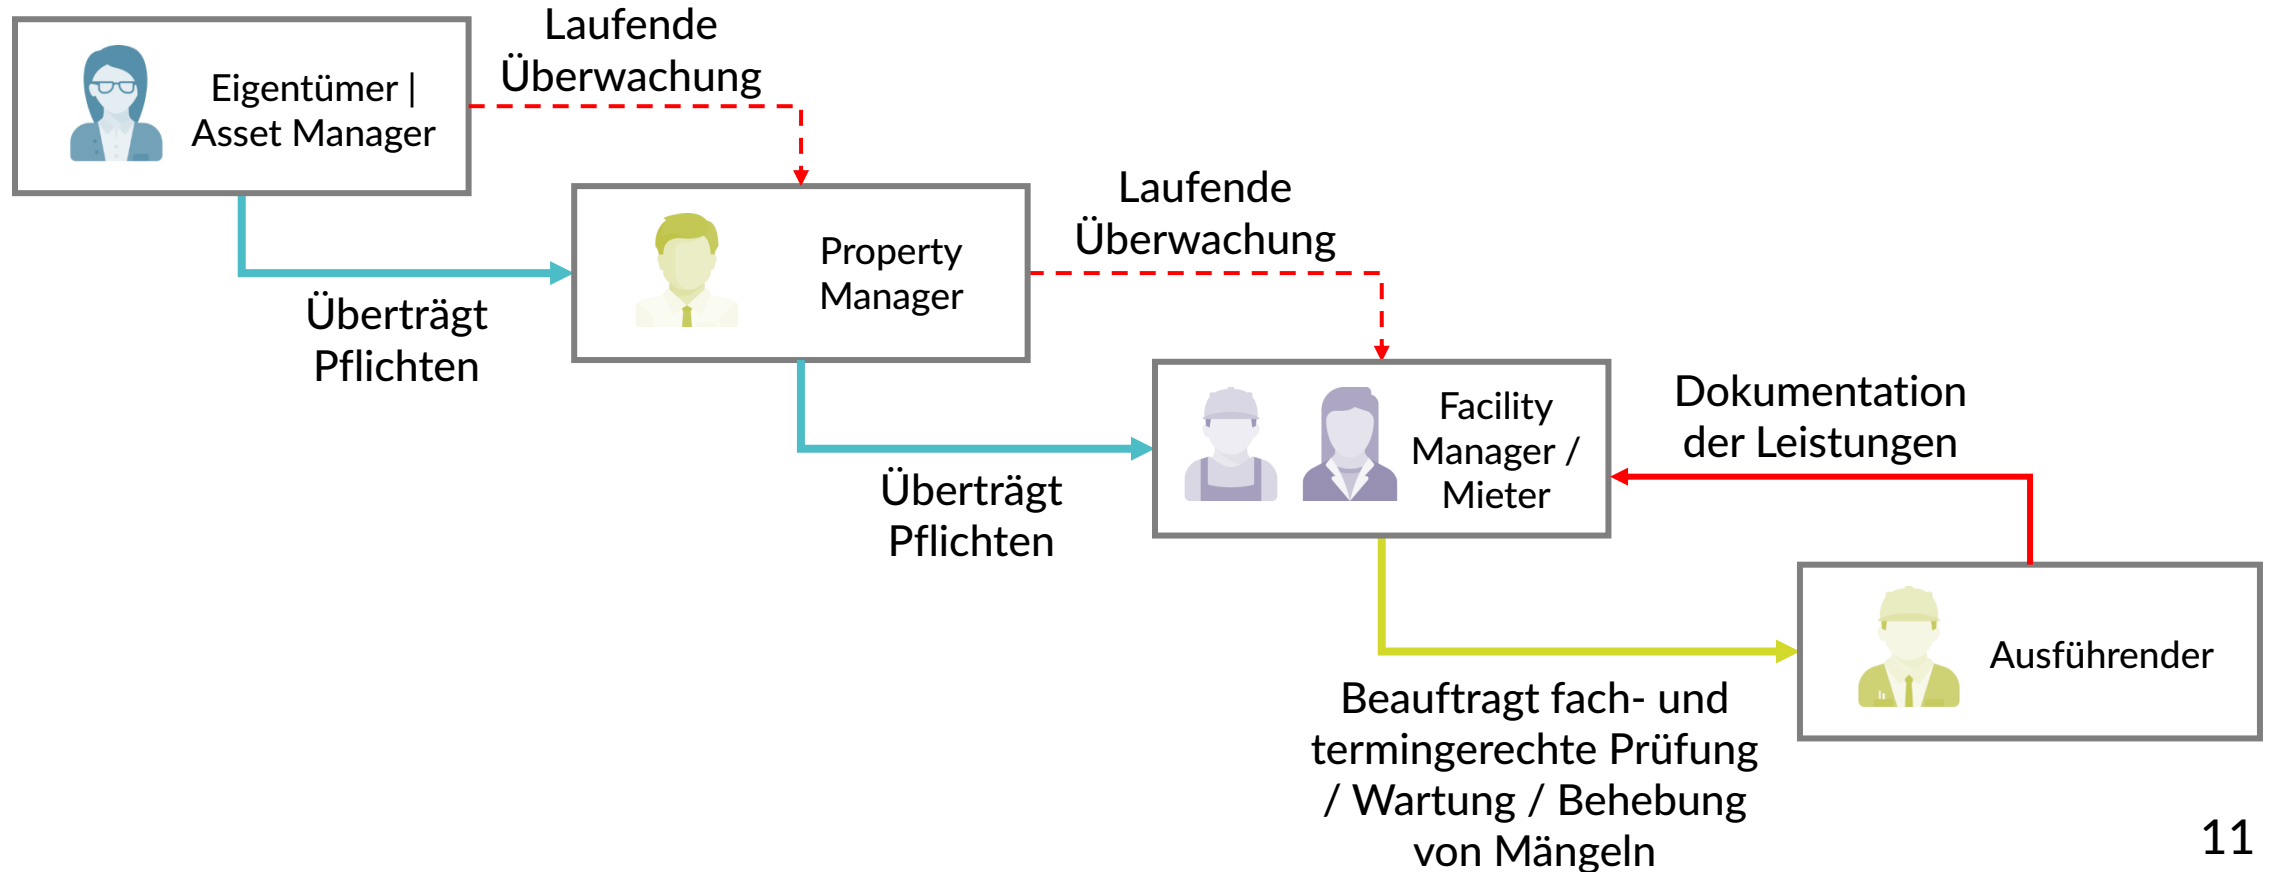 Laufende
Überwachung
Eigentümer |
Asset Manager
Laufende
Überwachung
Property
Manager
Überträgt
Pflichten
Facility
Manager /
Mieter
Dokumentation
der Leistungen
Überträgt
Pflichten
Ausführender
Beauftragt fach- und
termingerechte Prüfung
/ Wartung / Behebung
von Mängeln
11